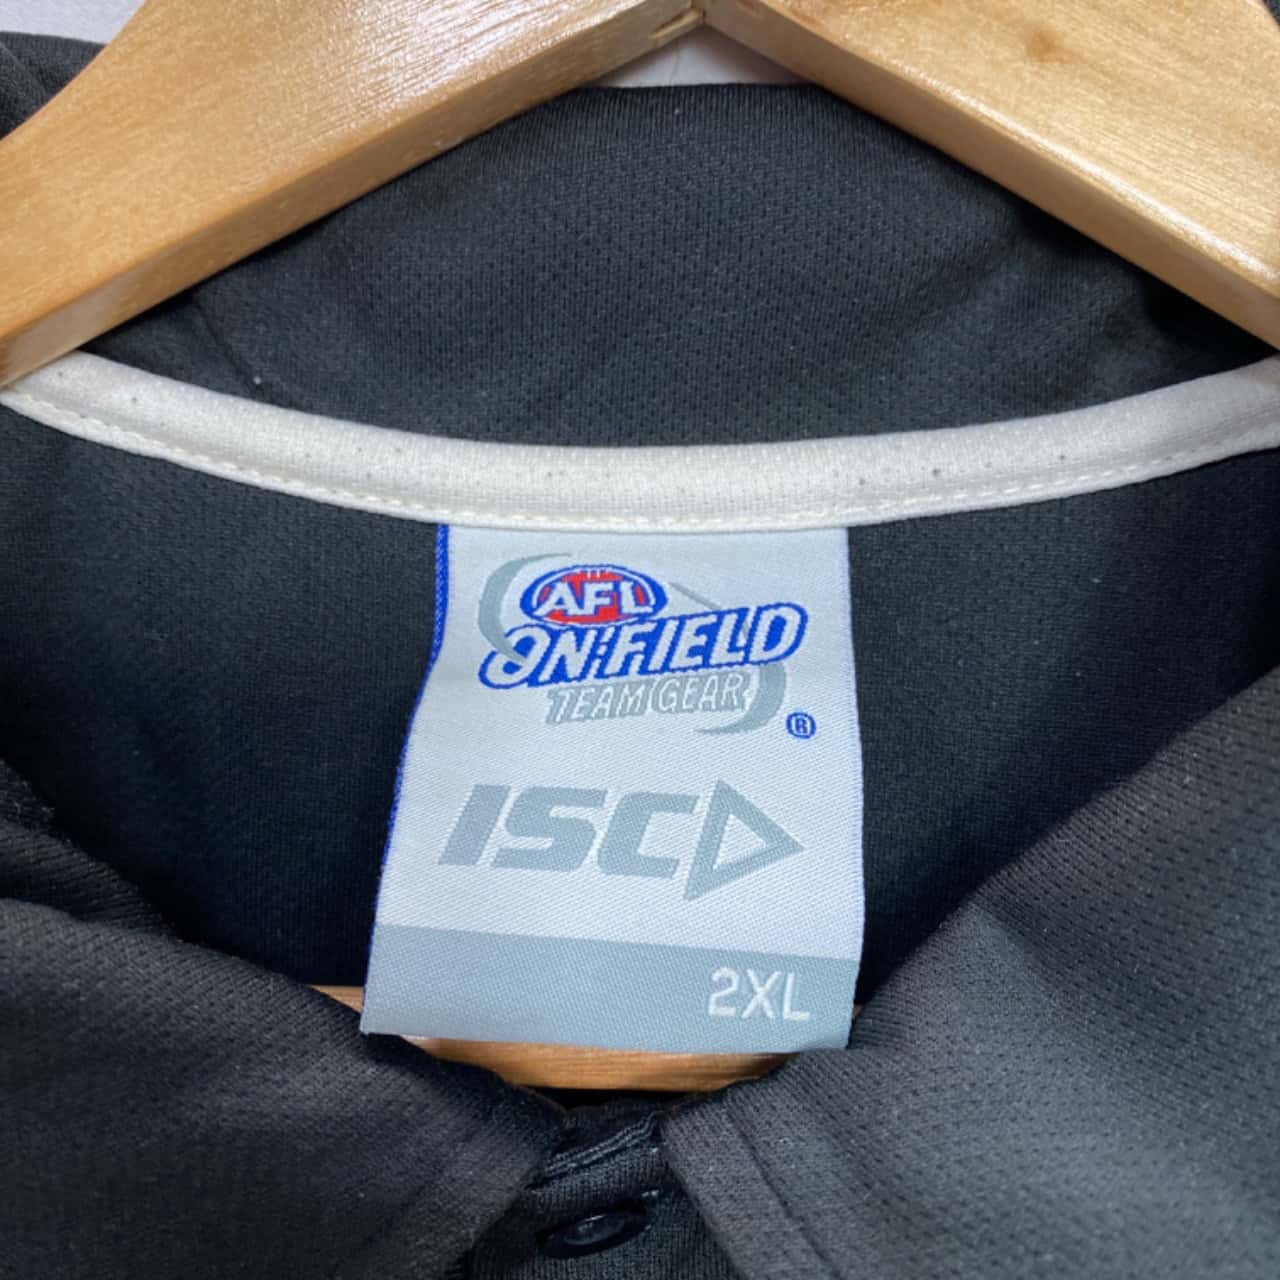 AFL
ON:FIELD
TEAM GEAR
®
ISC
2XL